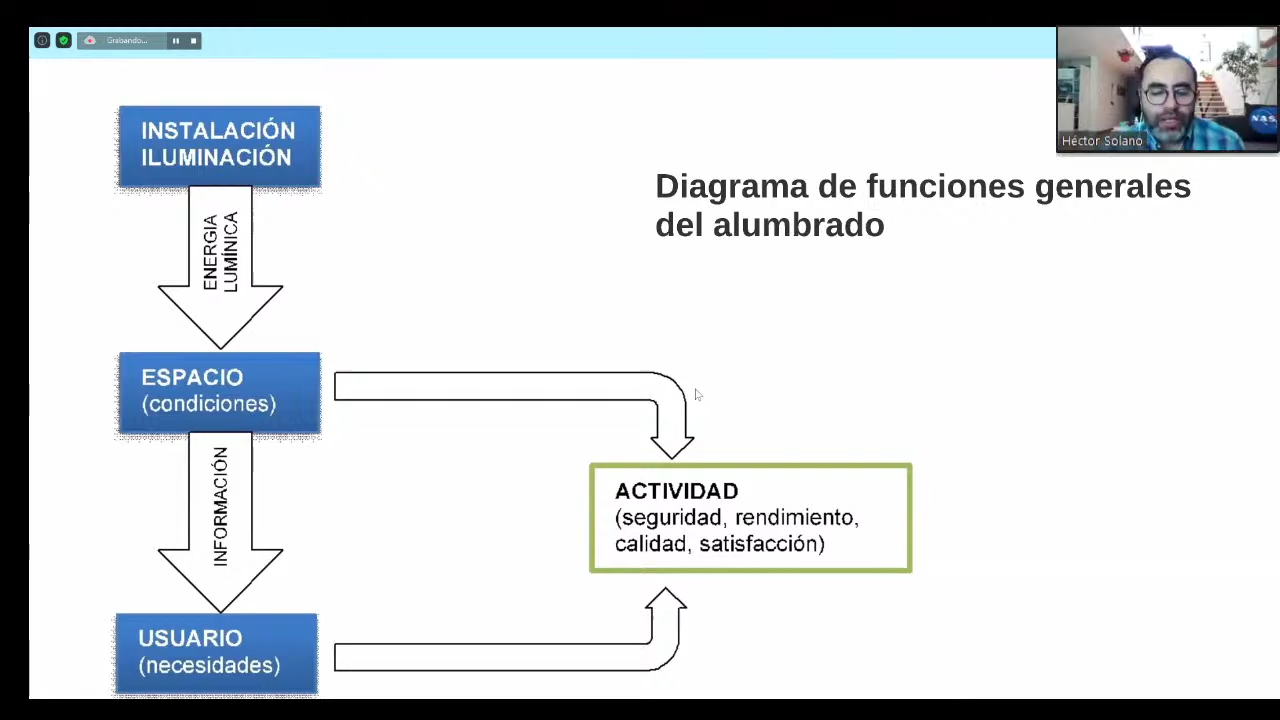 Grabando...
NAS
Héctor Solano
INSTALACIÓN
ILUMINACIÓN
Diagrama de funciones generales
del alumbrado
ENERGIA
LUMÍNICA
ESPACIO
(condiciones)
INFORMACIÓN
ACTIVIDAD
(seguridad, rendimiento,
calidad, satisfacción)
USUARIO
(necesidades)